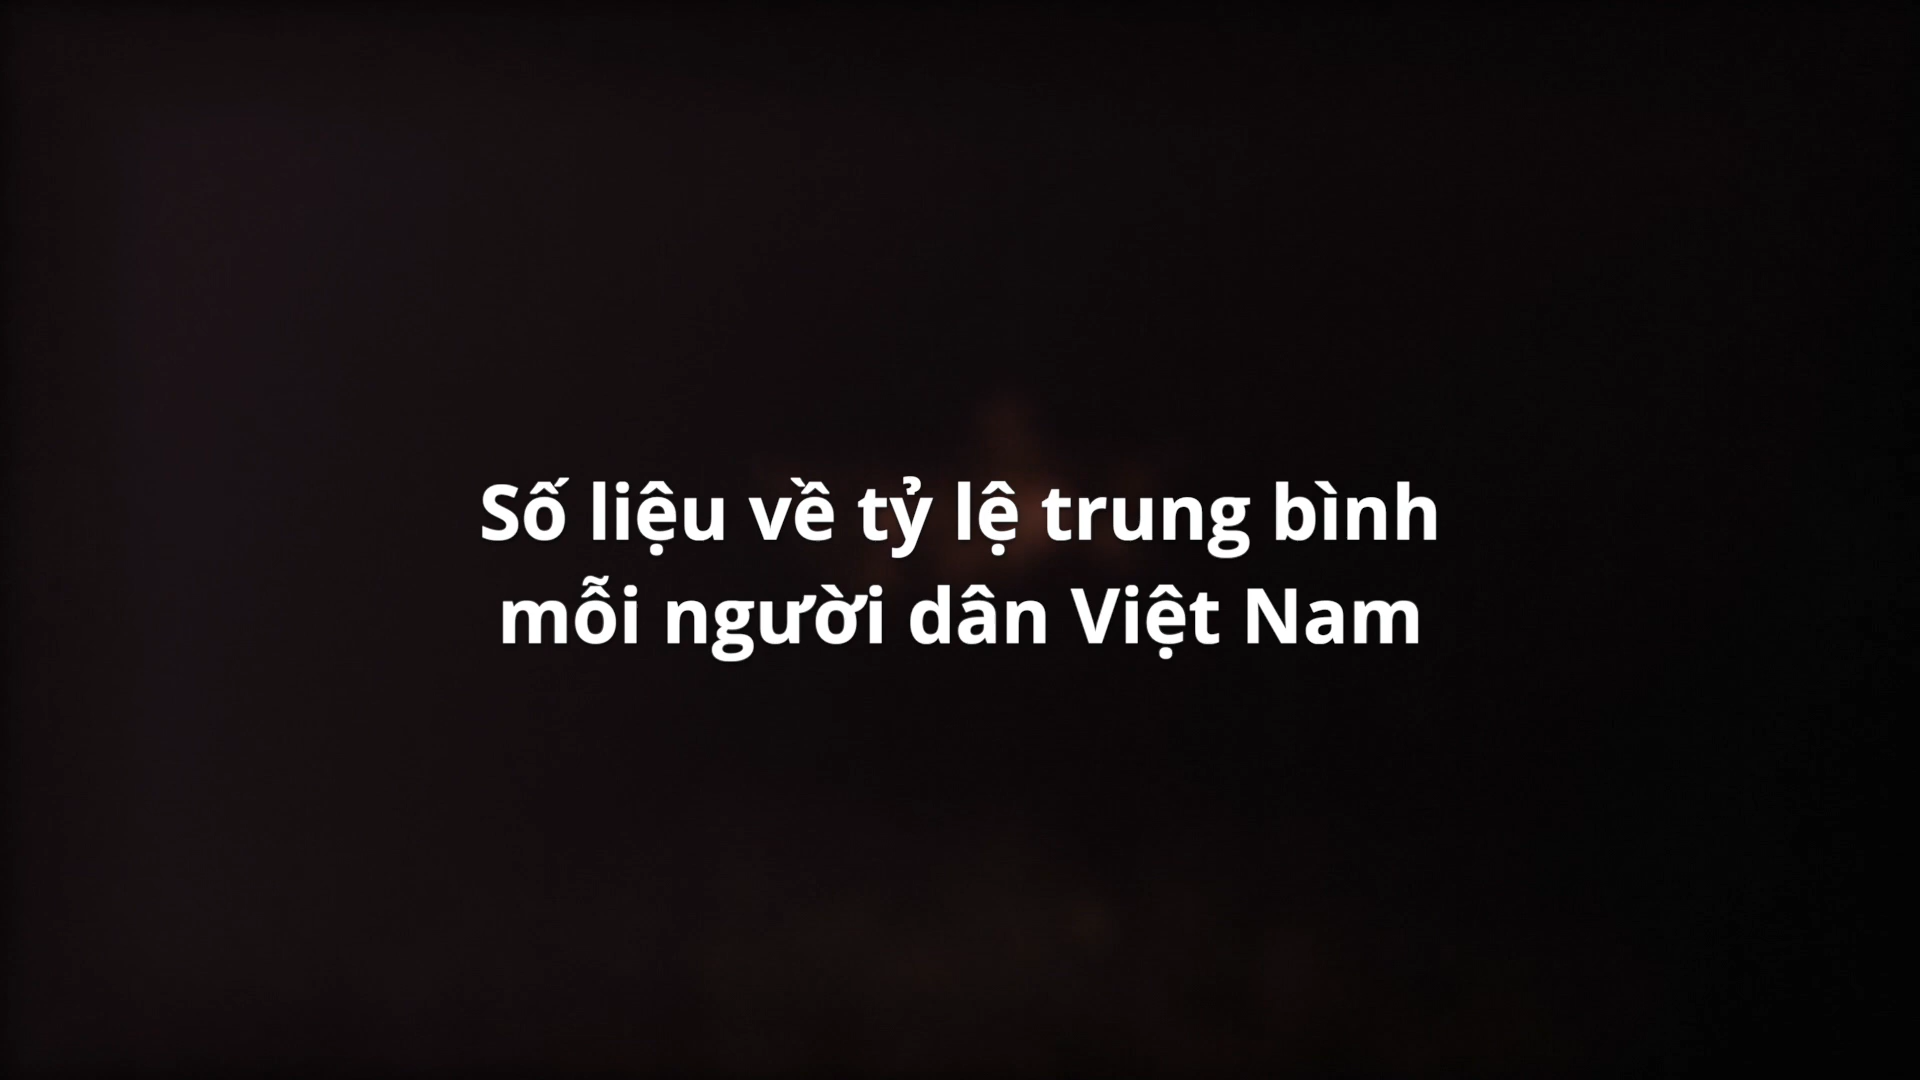 Số liệu về tỷ lệ trung bình
mỗi người dân Việt Nam